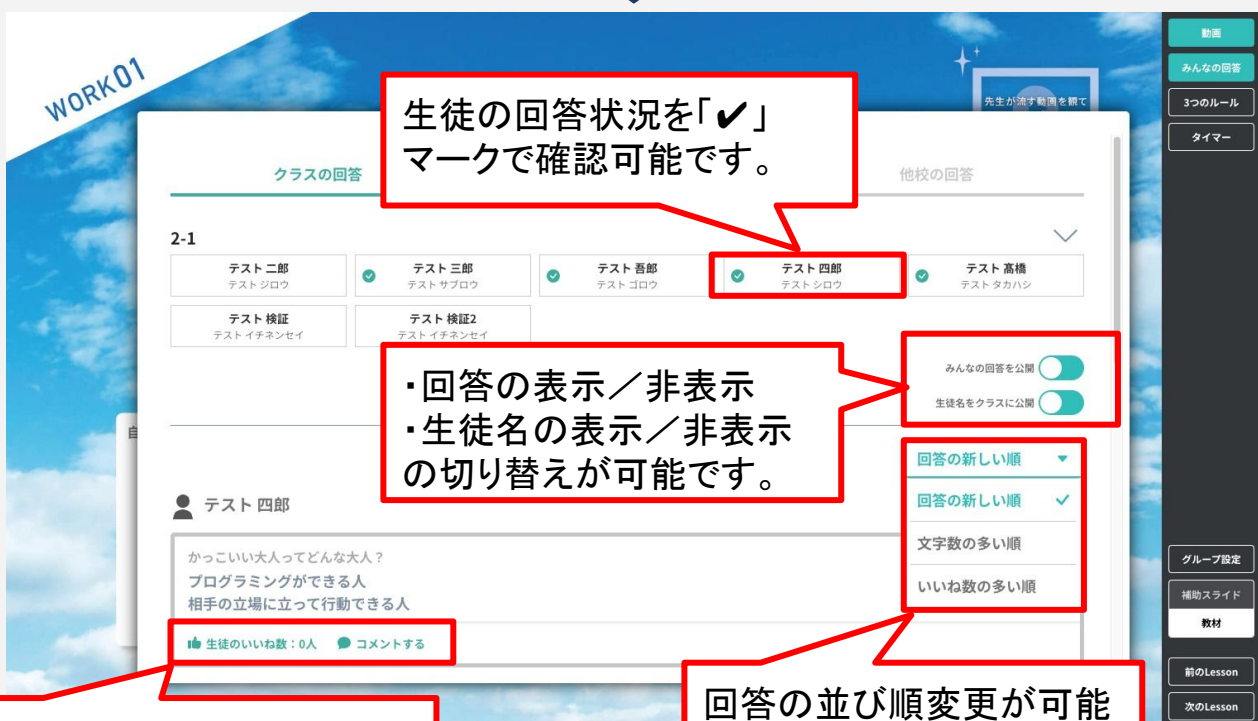 WORK01
先生が流す動画を観て
動画
みんなの回答
3つのルール
タイマー
生徒の回答状況を「✔」
マークで確認可能です。
クラスの回答
他校の回答
2-1
テスト 二郎
テスト ジロウ
テスト 三郎
テスト サブロウ
テスト 吾郎
テスト ゴロウ
テスト 四郎
テスト シロウ
テスト 髙橋
テスト タカハシ
テスト 検証
テスト イチネンセイ
テスト 検証2
テスト イチネンセイ
みんなの回答を公開
生徒名をクラスに公開
・回答の表示／非表示
・生徒名の表示／非表示
の切り替えが可能です。
自
回答の新しい順
回答の新しい順
文字数の多い順
いいね数の多い順
テスト 四郎
かっこいい大人ってどんな大人？
プログラミングができる人
相手の立場に立って行動できる人
生徒のいいね数：0人
コメントする
回答の並び順変更が可能
グループ設定
補助スライド
教材
前のLesson
次のLesson